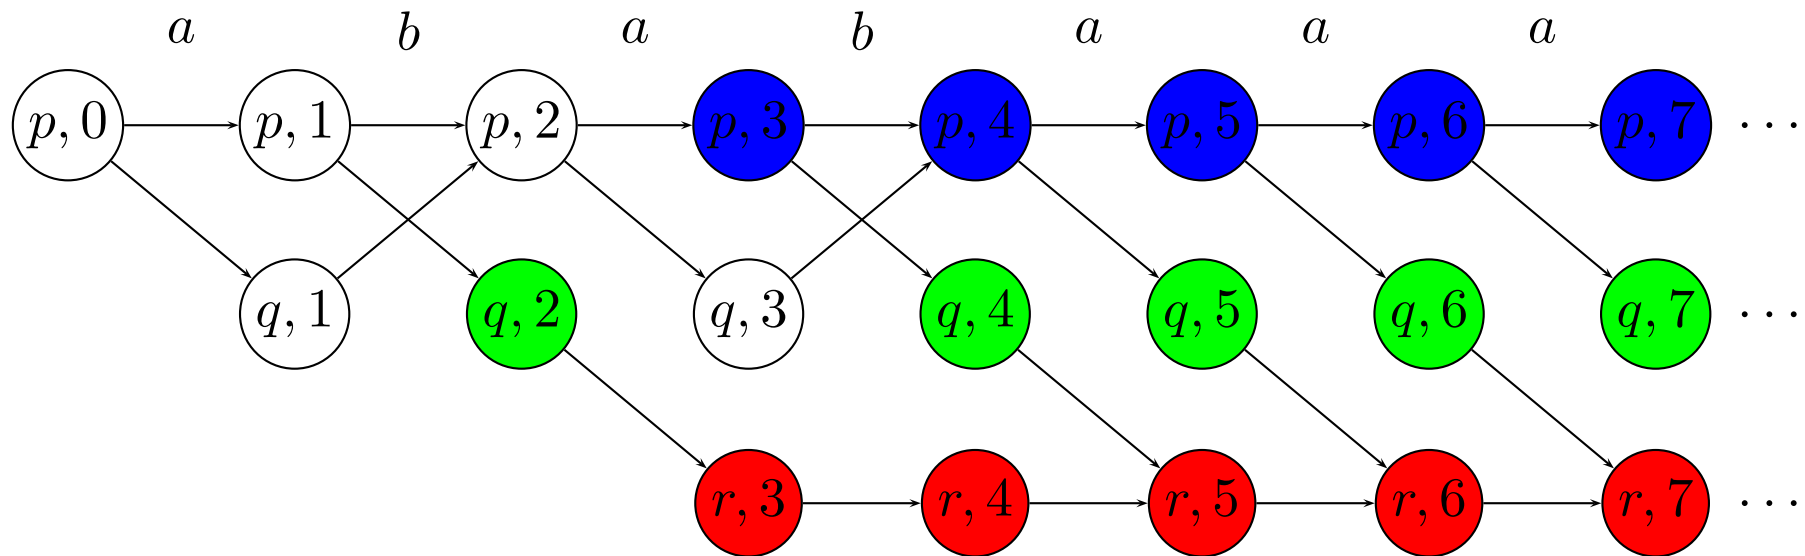 a b a b a a a
p, 0 p, 1 p, 2 p, 3 p, 4 p, 5 p, 6 p, 7 ···
q, 1 q, 2 q, 3 q, 4 q, 5 q, 6 q, 7 ···
r, 3 r, 4 r, 5 r, 6 r, 7 ···